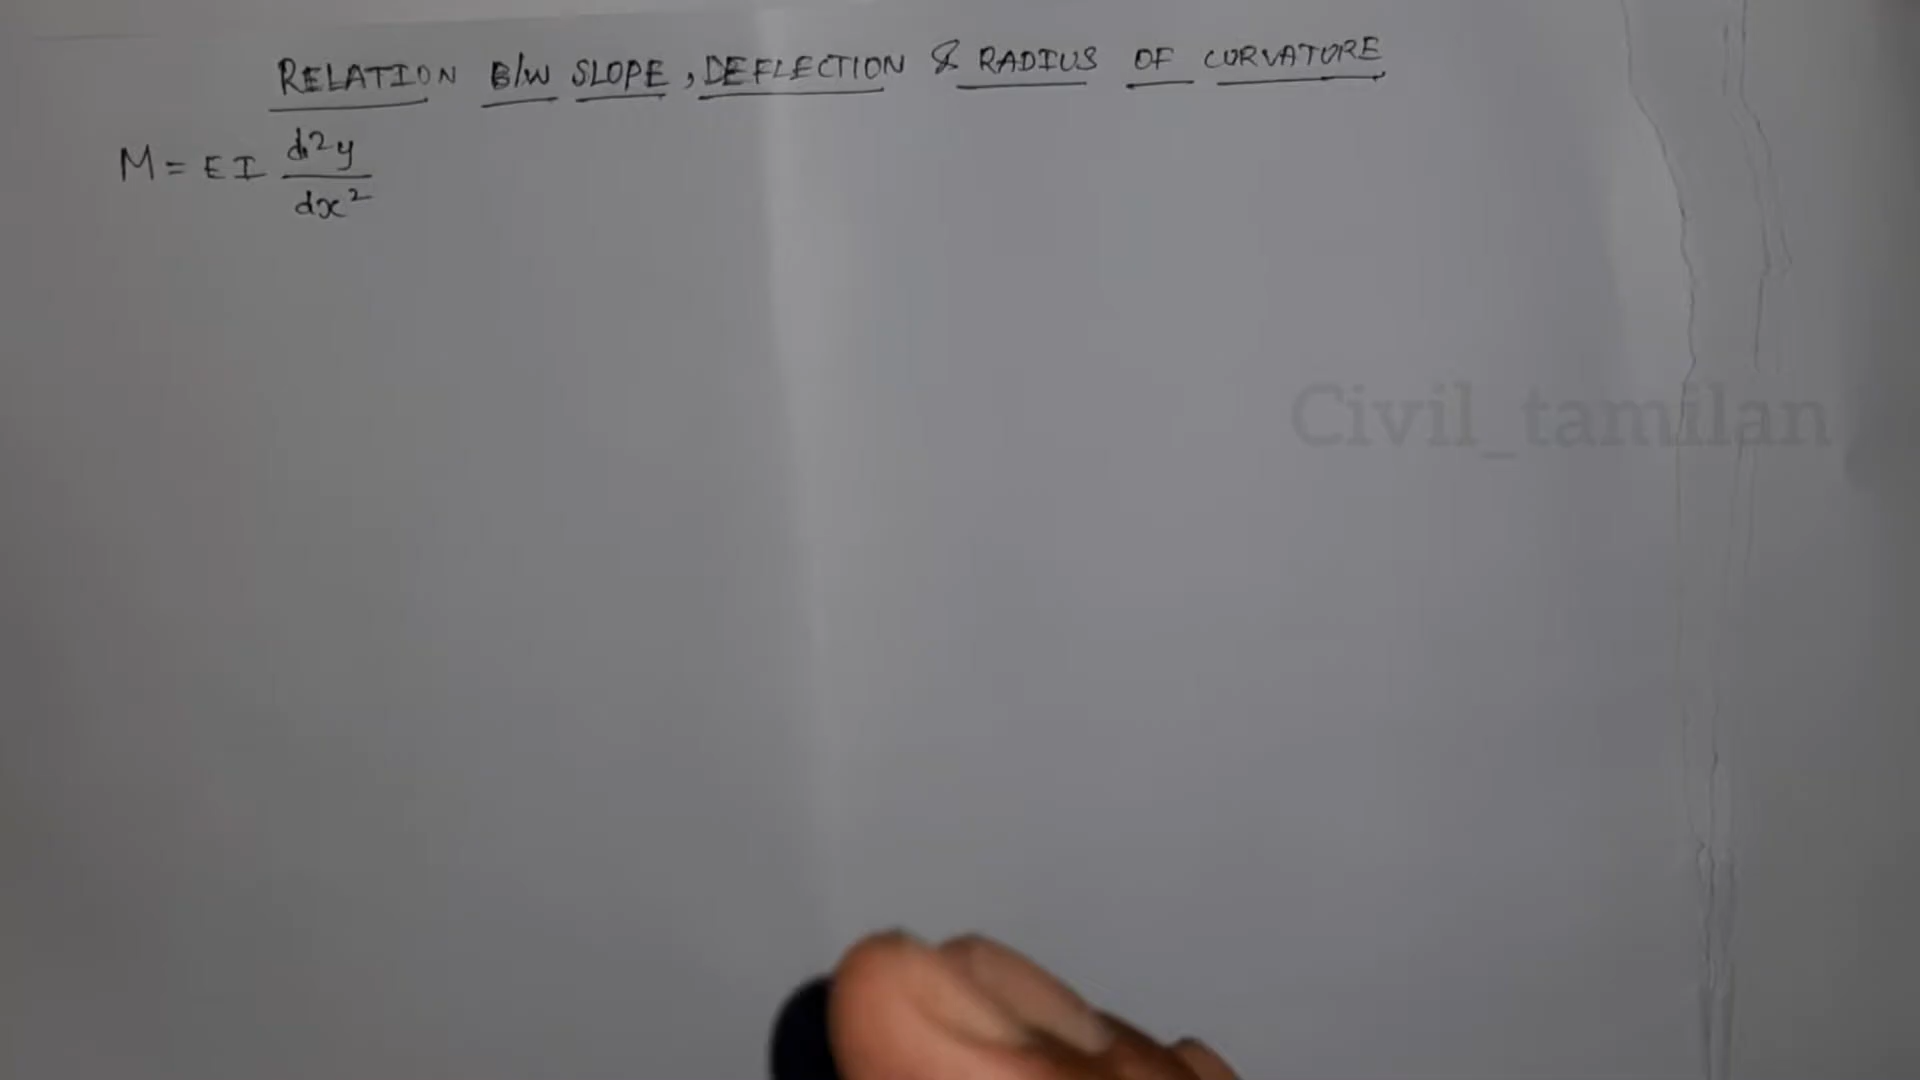 RELATION B/W SLOPE, DEFLECTION & RADIUS OF CURVATURE
M = EI d²y/dx²
Civil_tamilan